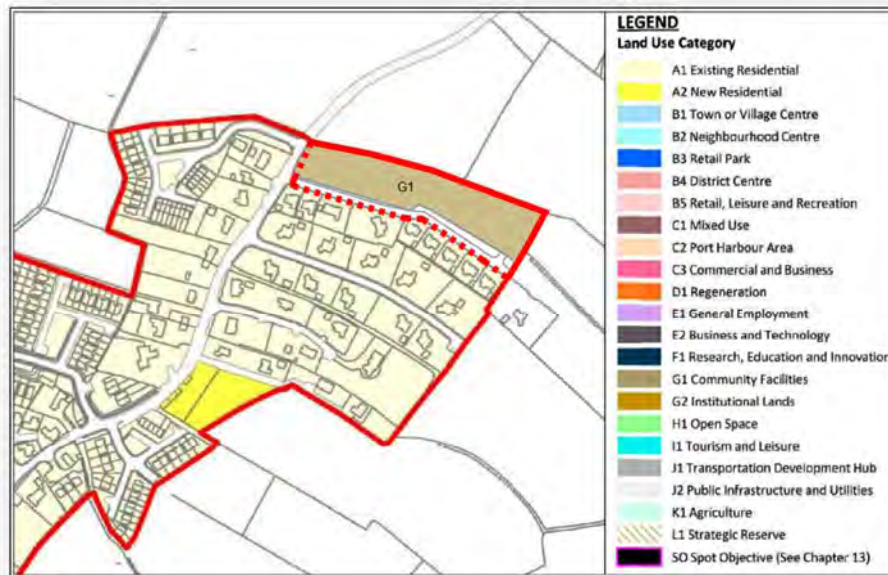 G1
LEGEND
Land Use Category
A1 Existing Residential
A2 New Residential
B1 Town or Village Centre
B2 Neighbourhood Centre
B3 Retail Park
B4 District Centre
B5 Retail, Leisure and Recreation
C1 Mixed Use
C2 Port Harbour Area
C3 Commercial and Business
D1 Regeneration
E1 General Employment
E2 Business and Technology
F1 Research, Education and Innovation
G1 Community Facilities
G2 Institutional Lands
H1 Open Space
I1 Tourism and Leisure
J1 Transportation Development Hub
J2 Public Infrastructure and Utilities
K1 Agriculture
L1 Strategic Reserve
SO Spot Objective (See Chapter 13)